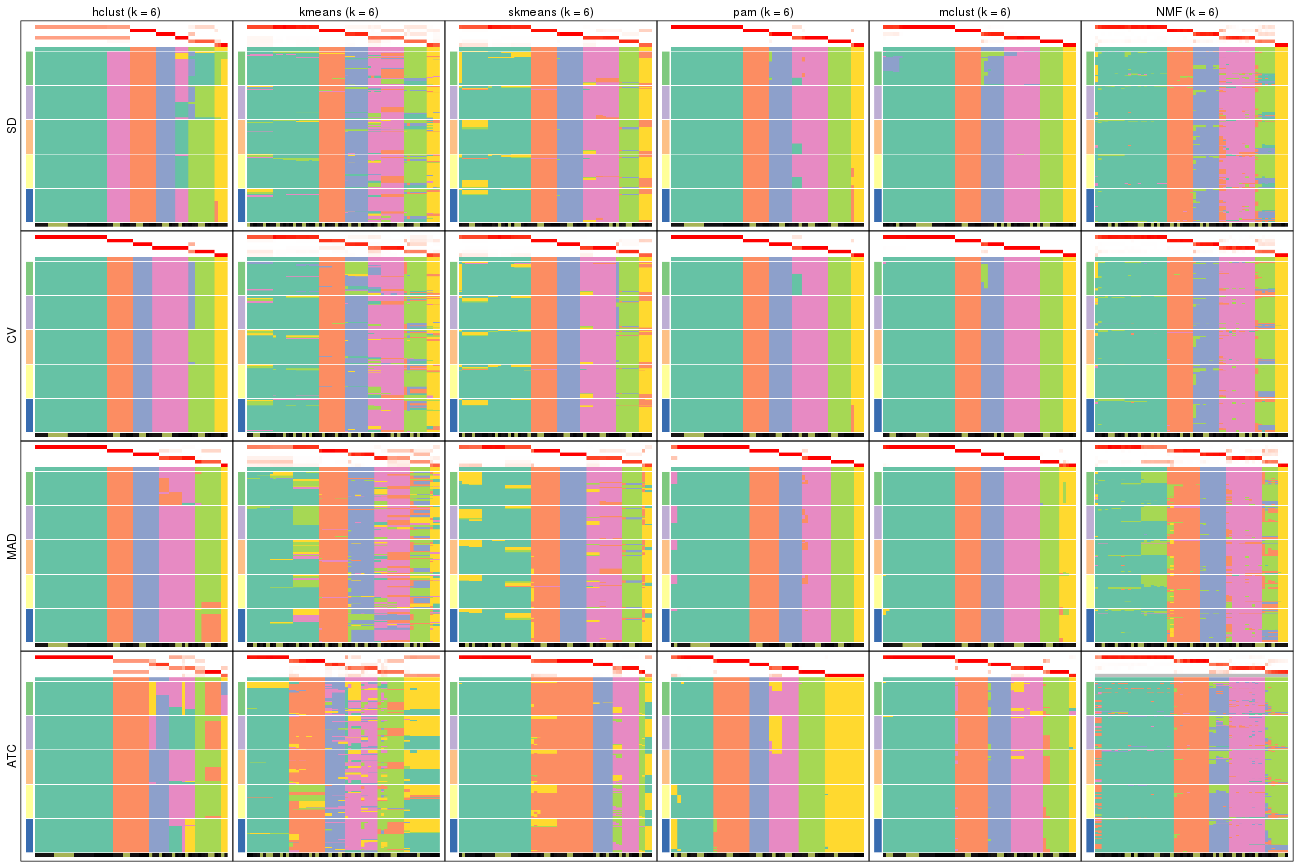 hclust (k = 6) kmeans (k = 6) skmeans (k = 6) pam (k = 6) mclust (k = 6) NMF (k = 6)
SD
CV
MAD
ATC